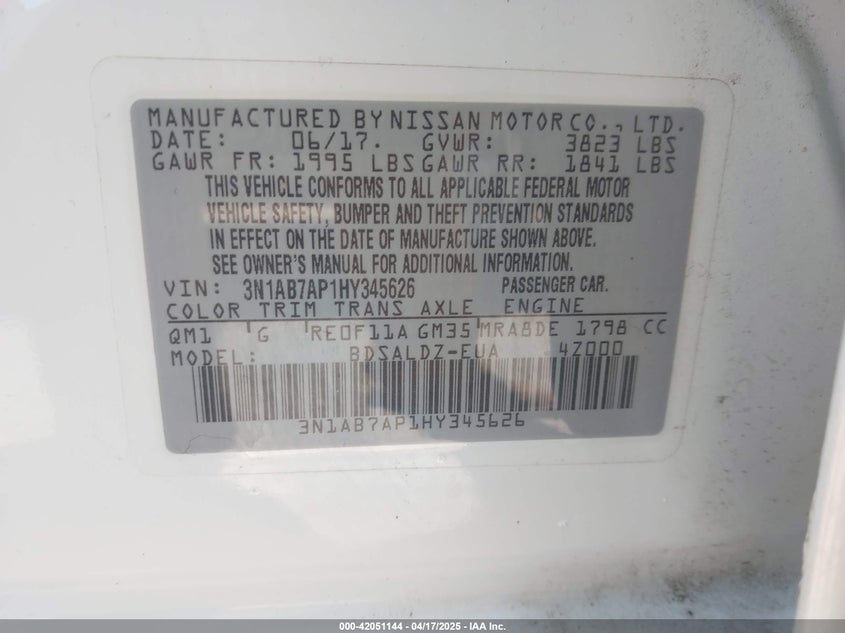 MANUFACTURED BY NISSAN MOTOR CO., LTD.
DATE: 06/17. GVWR: 3823 LBS
GAWR FR: 1995 LBS GAWR RR: 1841 LBS
THIS VEHICLE CONFORMS TO ALL APPLICABLE FEDERAL MOTOR
VEHICLE SAFETY, BUMPER AND THEFT PREVENTION STANDARDS
IN EFFECT ON THE DATE OF MANUFACTURE SHOWN ABOVE.
SEE OWNER'S MANUAL FOR ADDITIONAL INFORMATION.
VIN: 3N1AB7AP1HY345626 PASSENGER CAR.
COLOR TRIM TRANS AXLE ENGINE
QM1 G RE0F11A GM35 MRA8DE 1798 CC
MODEL: BDSALDZ-EUA 4Z000
3N1AB7AP1HY345626
000-42051144 - 04/17/2025 - IAA Inc.